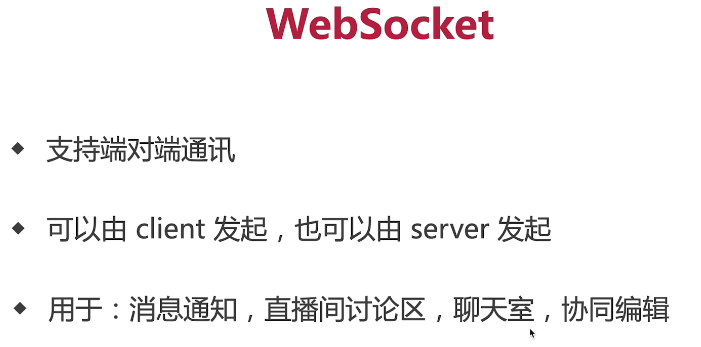 WebSocket
◆ 支持端对端通讯
◆ 可以由 client 发起，也可以由 server 发起
◆ 用于：消息通知，直播间讨论区，聊天室，协同编辑